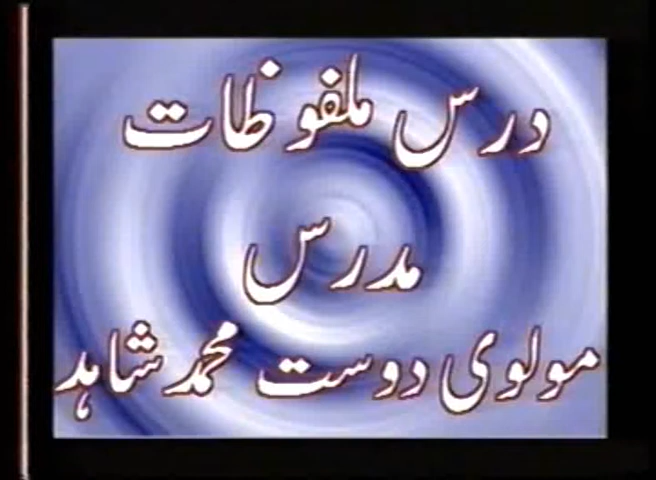 درس ملفوظات
مدرس
مولوی دوست محمد شاہد